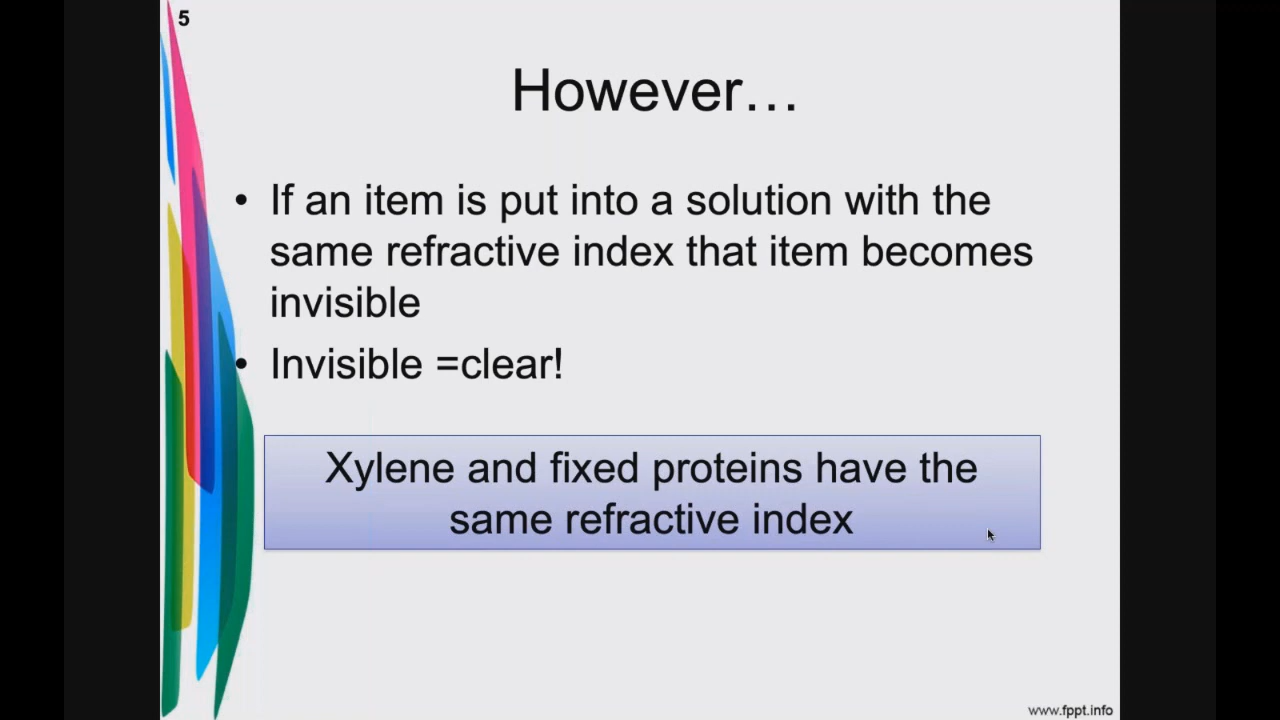 5
However…
• If an item is put into a solution with the
same refractive index that item becomes
invisible
• Invisible =clear!
Xylene and fixed proteins have the
same refractive index
www.fppt.info